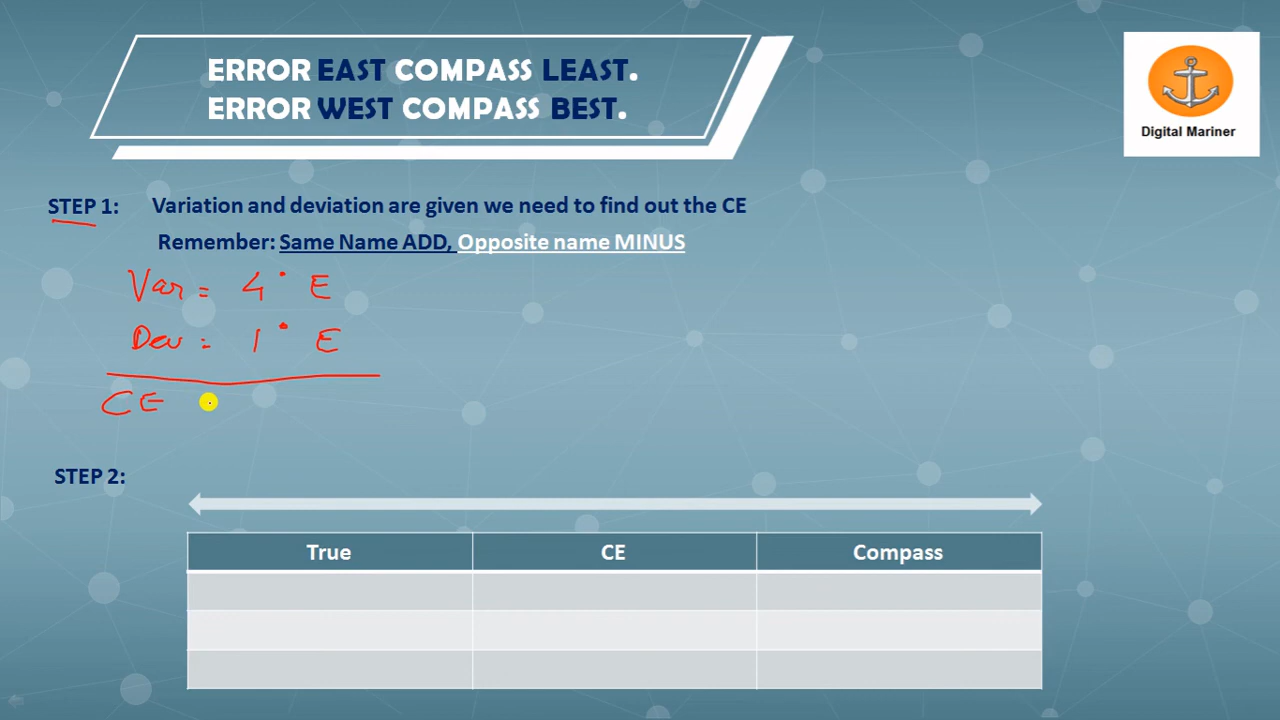 ERROR EAST COMPASS LEAST.
ERROR WEST COMPASS BEST.
Digital Mariner
STEP 1: Variation and deviation are given we need to find out the CE
Remember: Same Name ADD, Opposite name MINUS
Var = 4° E
Dev = 1° E
CE
STEP 2:
True CE Compass